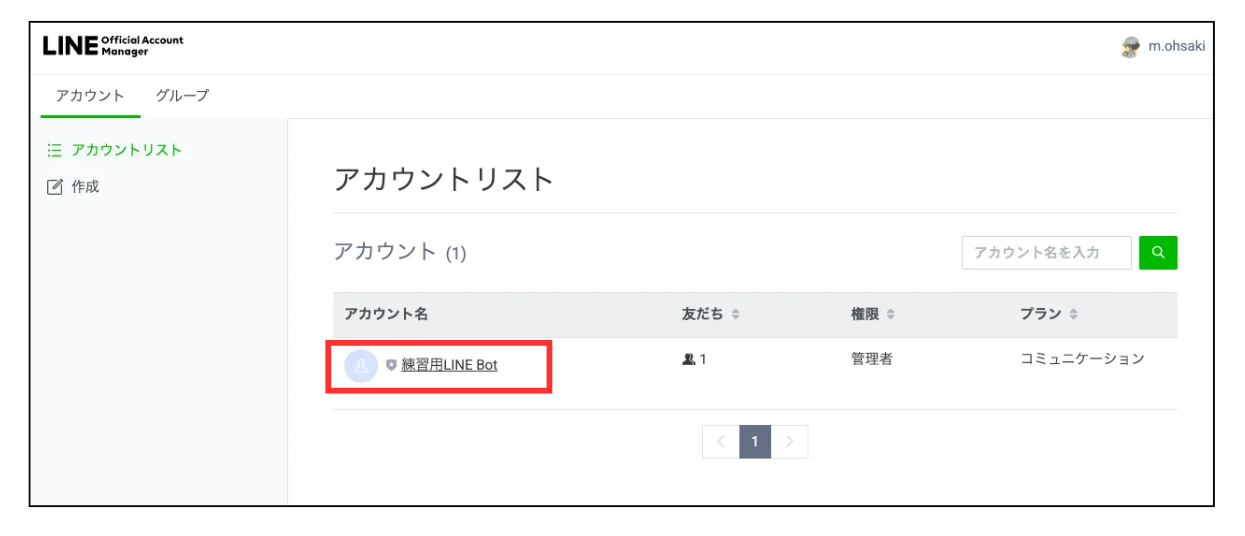 LINE Official Account Manager
m.ohsaki
アカウント グループ
アカウントリスト
作成
アカウントリスト
アカウント (1)
アカウント名を入力
アカウント名 友だち 権限 プラン
練習用LINE Bot 1 管理者 コミュニケーション
1